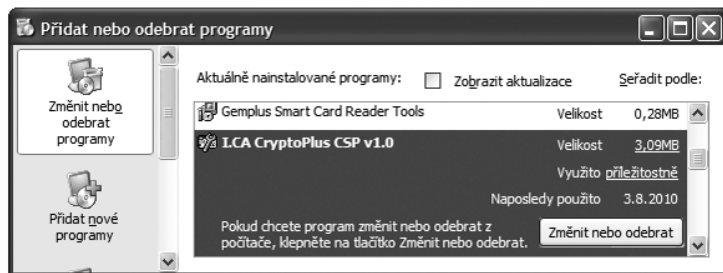 Přidat nebo odebrat programy
Změnit nebo
odebrat
programy
Přidat nové
programy
Aktuálně nainstalované programy: Zobrazit aktualizace Seřadit podle:
Gemplus Smart Card Reader Tools Velikost 0,28MB
I.CA CryptoPlus CSP v1.0 Velikost 3,09MB
Využito příležitostně
Naposledy použito 3.8.2010
Pokud chcete program změnit nebo odebrat z
počítače, klepněte na tlačítko Změnit nebo odebrat.
Změnit nebo odebrat